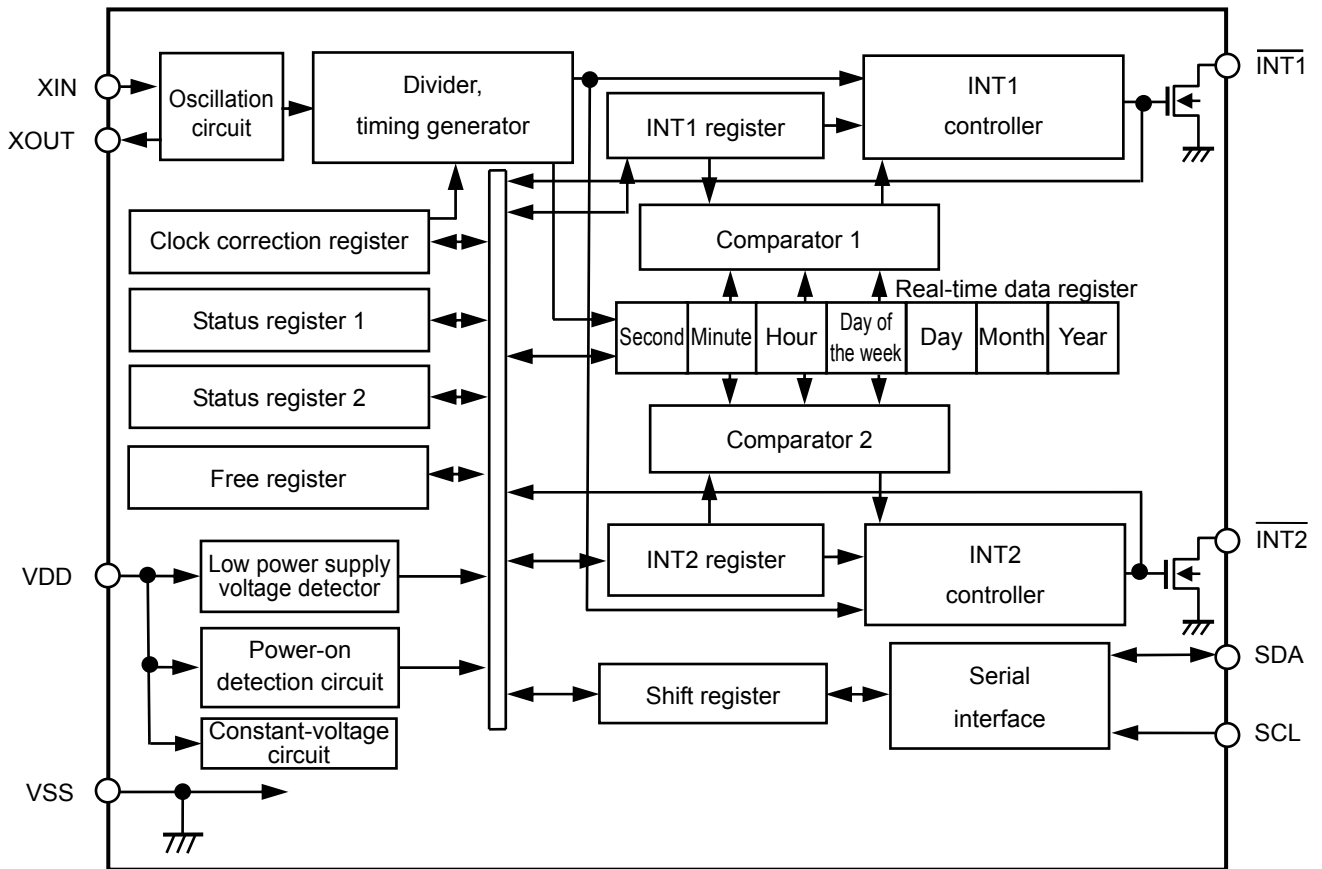 XIN
XOUT
Oscillation
circuit
Divider,
timing generator
INT1 register
INT1
controller
INT1
Clock correction register
Comparator 1
Status register 1
Real-time data register
Second
Minute
Hour
Day of
the week
Day
Month
Year
Status register 2
Comparator 2
Free register
VDD
Low power supply
voltage detector
INT2 register
INT2
controller
INT2
Power-on
detection circuit
Shift register
Serial
interface
SDA
SCL
Constant-voltage
circuit
VSS